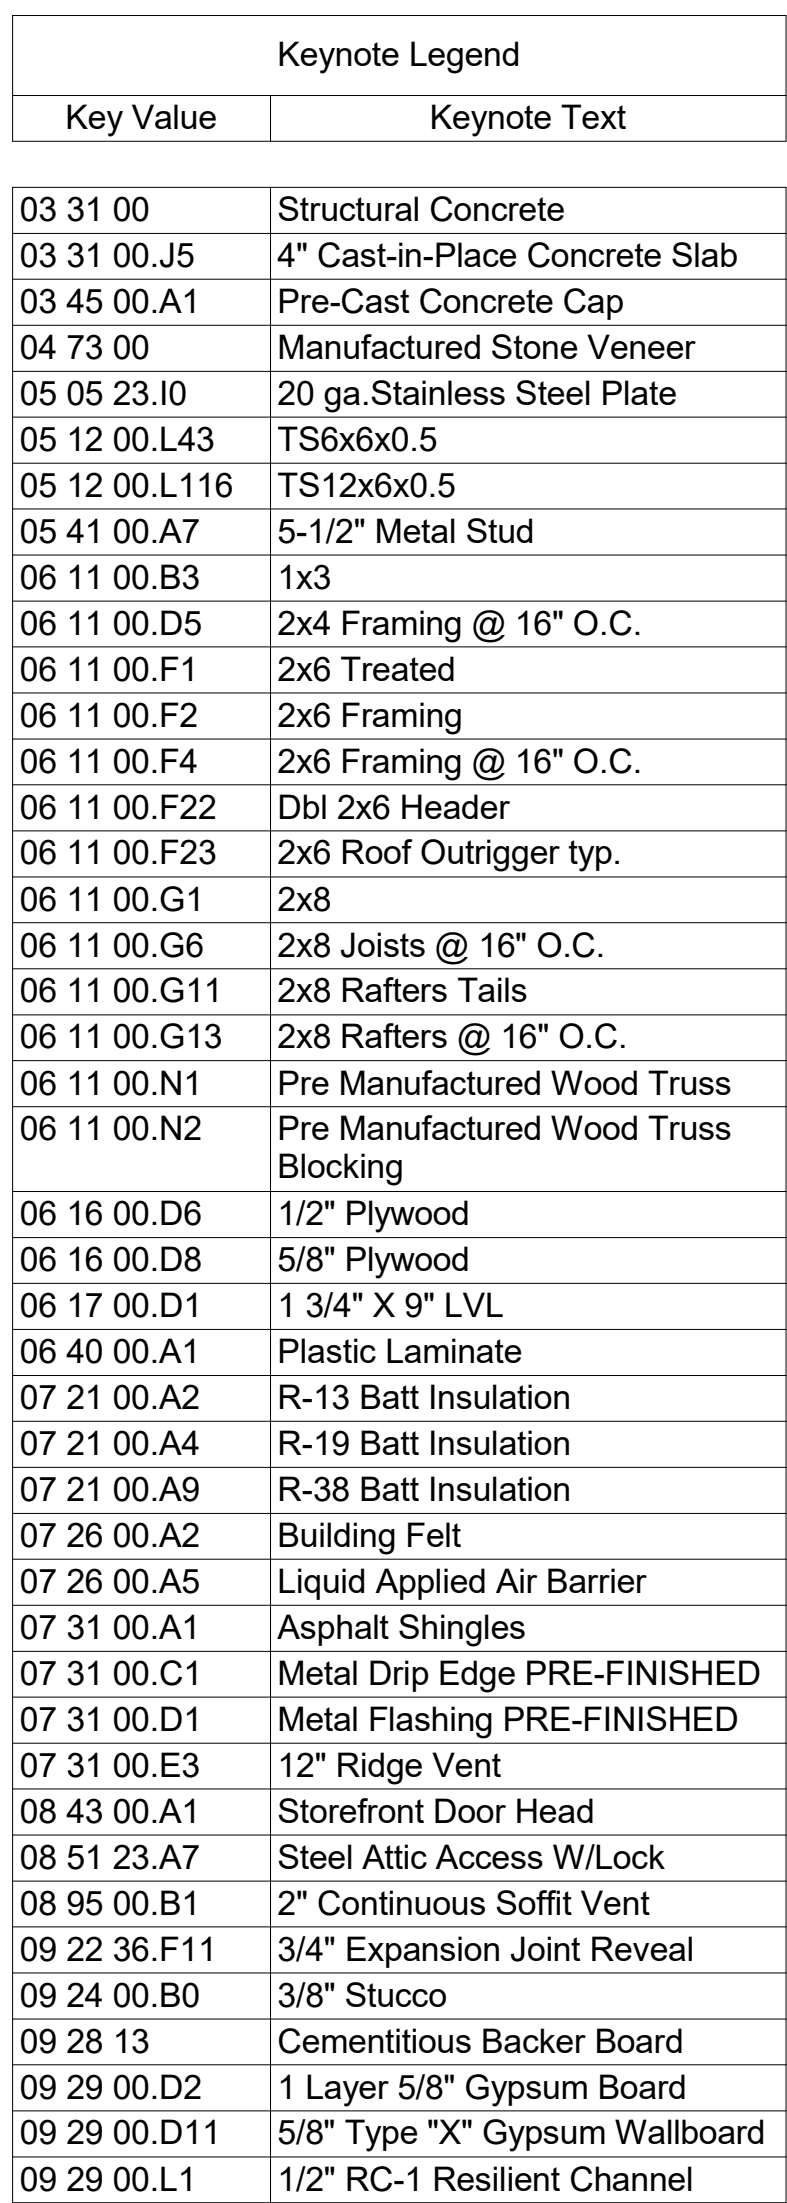 Keynote Legend
Key Value Keynote Text
03 31 00 Structural Concrete
03 31 00.J5 4" Cast-in-Place Concrete Slab
03 45 00.A1 Pre-Cast Concrete Cap
04 73 00 Manufactured Stone Veneer
05 05 23.I0 20 ga.Stainless Steel Plate
05 12 00.L43 TS6x6x0.5
05 12 00.L116 TS12x6x0.5
05 41 00.A7 5-1/2" Metal Stud
06 11 00.B3 1x3
06 11 00.D5 2x4 Framing @ 16" O.C.
06 11 00.F1 2x6 Treated
06 11 00.F2 2x6 Framing
06 11 00.F4 2x6 Framing @ 16" O.C.
06 11 00.F22 Dbl 2x6 Header
06 11 00.F23 2x6 Roof Outrigger typ.
06 11 00.G1 2x8
06 11 00.G6 2x8 Joists @ 16" O.C.
06 11 00.G11 2x8 Rafters Tails
06 11 00.G13 2x8 Rafters @ 16" O.C.
06 11 00.N1 Pre Manufactured Wood Truss
06 11 00.N2 Pre Manufactured Wood Truss
Blocking
06 16 00.D6 1/2" Plywood
06 16 00.D8 5/8" Plywood
06 17 00.D1 1 3/4" X 9" LVL
06 40 00.A1 Plastic Laminate
07 21 00.A2 R-13 Batt Insulation
07 21 00.A4 R-19 Batt Insulation
07 21 00.A9 R-38 Batt Insulation
07 26 00.A2 Building Felt
07 26 00.A5 Liquid Applied Air Barrier
07 31 00.A1 Asphalt Shingles
07 31 00.C1 Metal Drip Edge PRE-FINISHED
07 31 00.D1 Metal Flashing PRE-FINISHED
07 31 00.E3 12" Ridge Vent
08 43 00.A1 Storefront Door Head
08 51 23.A7 Steel Attic Access W/Lock
08 95 00.B1 2" Continuous Soffit Vent
09 22 36.F11 3/4" Expansion Joint Reveal
09 24 00.B0 3/8" Stucco
09 28 13 Cementitious Backer Board
09 29 00.D2 1 Layer 5/8" Gypsum Board
09 29 00.D11 5/8" Type "X" Gypsum Wallboard
09 29 00.L1 1/2" RC-1 Resilient Channel